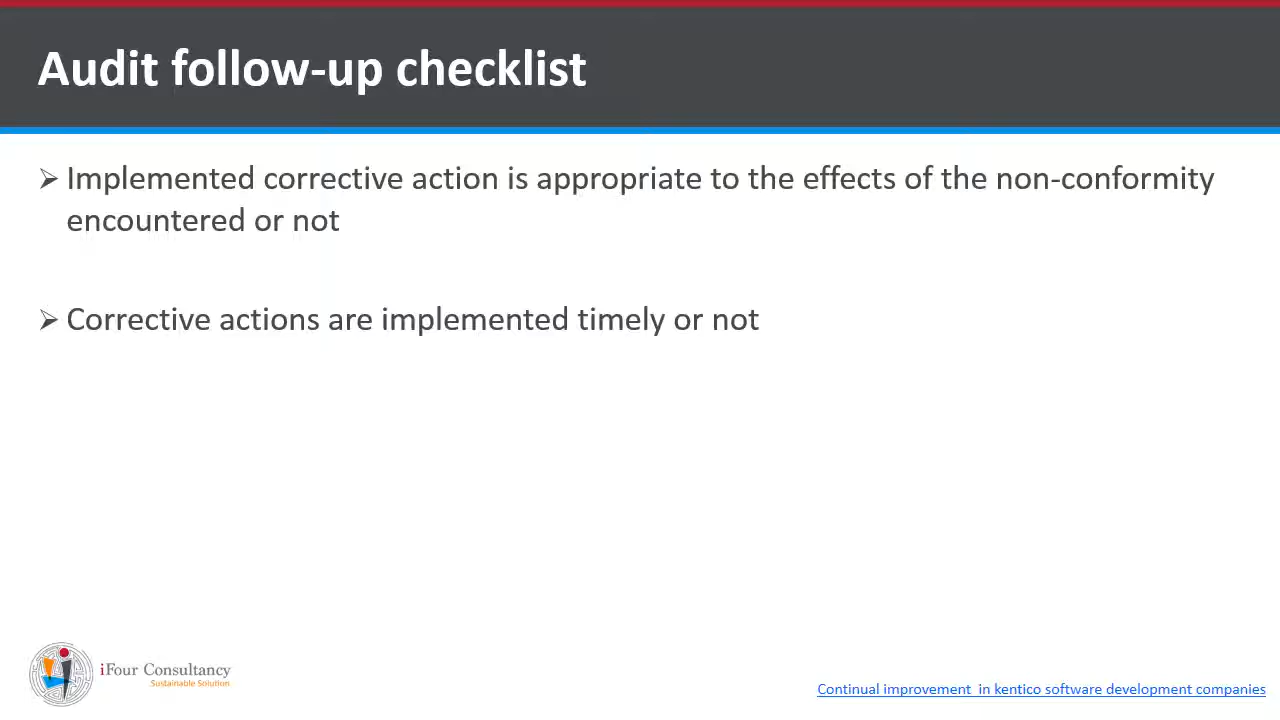 Audit follow-up checklist
Implemented corrective action is appropriate to the effects of the non-conformity
encountered or not
Corrective actions are implemented timely or not
iFour Consultancy
Sustainable Solution
Continual improvement  in kentico software development companies